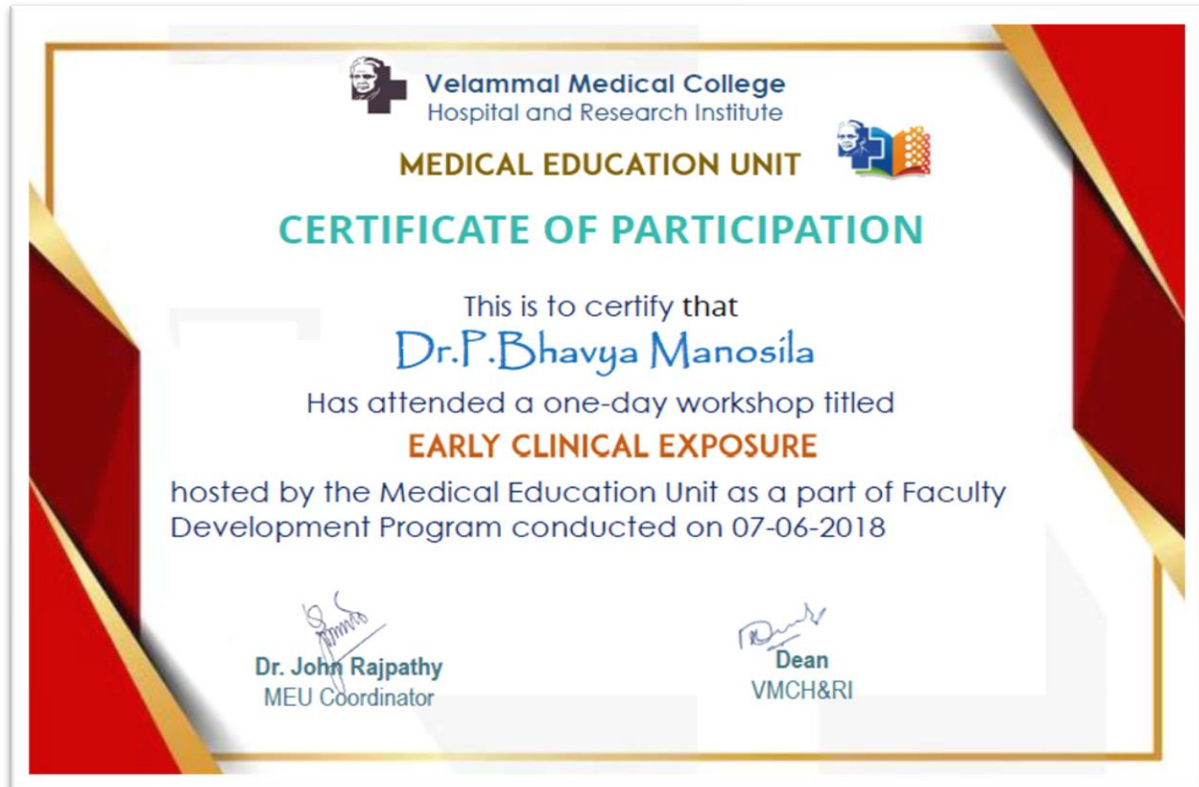 Velammal Medical College
Hospital and Research Institute
MEDICAL EDUCATION UNIT
CERTIFICATE OF PARTICIPATION
This is to certify that
Dr.P.Bhavya Manosila
Has attended a one-day workshop titled
EARLY CLINICAL EXPOSURE
hosted by the Medical Education Unit as a part of Faculty
Development Program conducted on 07-06-2018
Dr. John Rajpathy
MEU Coordinator
Dean
VMCH&RI